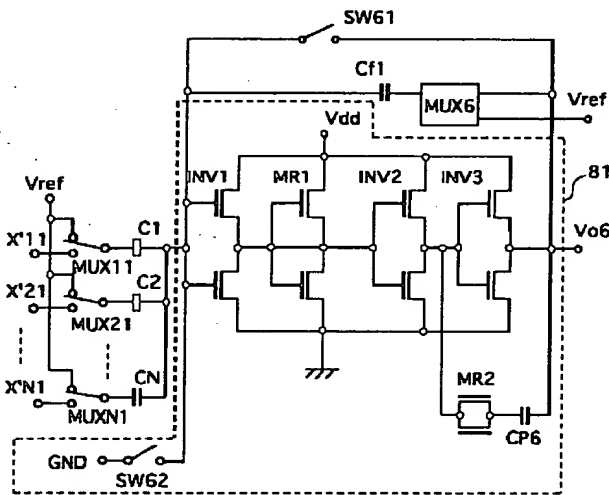 SW61
Cf1
MUX6
Vref
Vdd
INV1
MR1
INV2
INV3
81
Vref
C1
X'11
MUX11
Vo6
C2
X'21
MUX21
CN
X'N1
MUXN1
MR2
CP6
GND
SW62